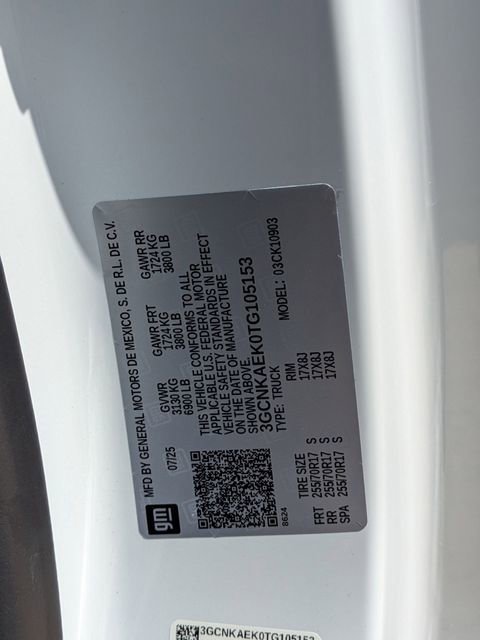 MFD BY GENERAL MOTORS DE MEXICO, S. DE R.L. DE C.V.
07/25
GVWR GAWR FRT GAWR RR
3130 KG 1724 KG 1724 KG
6900 LB 3800 LB 3800 LB
THIS VEHICLE CONFORMS TO ALL
APPLICABLE U.S. FEDERAL MOTOR
VEHICLE SAFETY STANDARDS IN EFFECT
ON THE DATE OF MANUFACTURE
SHOWN ABOVE.
3GCNKAEK0TG105153
TYPE: TRUCK MODEL: 03CK10903
gm
8624
TIRE SIZE RIM
FRT 255/70R17 S 17X8J
RR 255/70R17 S 17X8J
SPA 255/70R17 S 17X8J
3GCNKAEK0TG105153